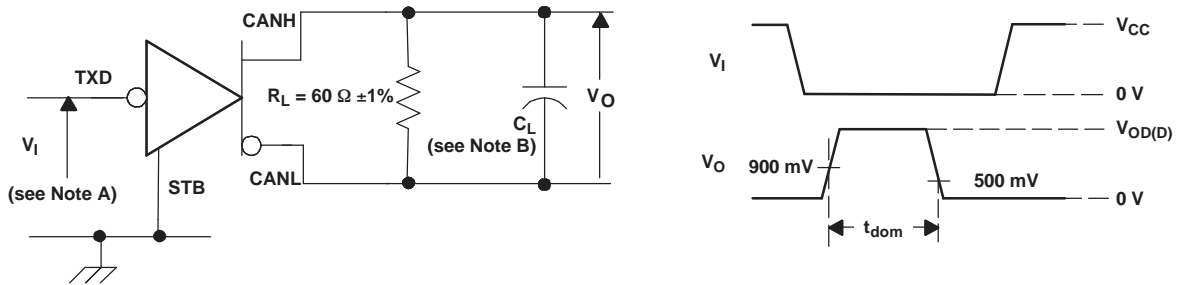 CANH
TXD
R_L = 60 Ω ±1%
C_L
(see Note B)
V_O
V_I
(see Note A)
STB
CANL
V_CC
V_I
0 V
V_OD(D)
V_O
900 mV
500 mV
0 V
t_dom